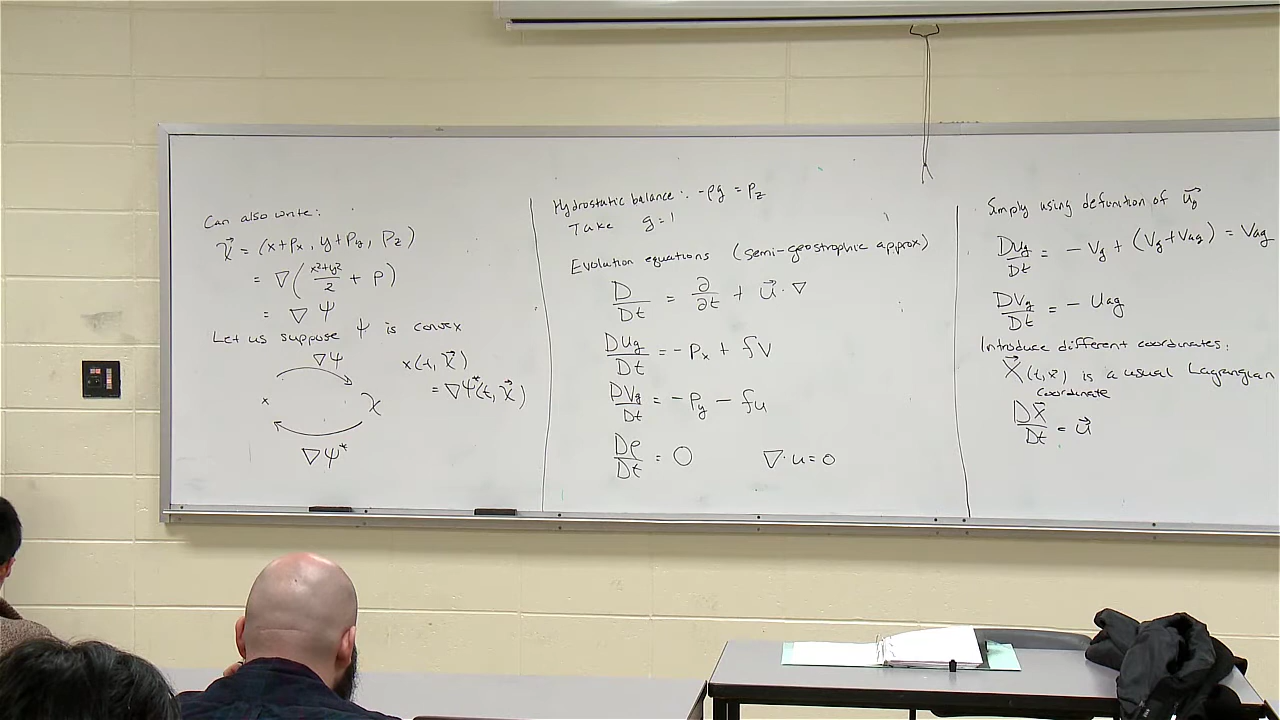 Can also write:
χ⃗ = (x+Px, y+Py, Pz)
= ∇(x²+y²/2 + P)
= ∇ψ
Let us suppose ψ is convex
∇ψ
x(t, χ⃗)
= ∇ψ*(t, χ⃗)
x
χ
∇ψ*
Hydrostatic balance: -ρg = Pz
Take g=1
Evolution equations (semi-geostrophic approx)
D/Dt = ∂/∂t + u⃗·∇
Dug/Dt = -Px + fV
DVg/Dt = -Py - fu
Dρ/Dt = 0 ∇·u=0
Simply using defunition of u⃗g
Dug/Dt = -Vg + (Vg+Vag) = Vag
DVg/Dt = -Uag
Introduce different coordinates:
X⃗(t,x) is a usual Lagrangian
coordinate
DX⃗/Dt = u⃗